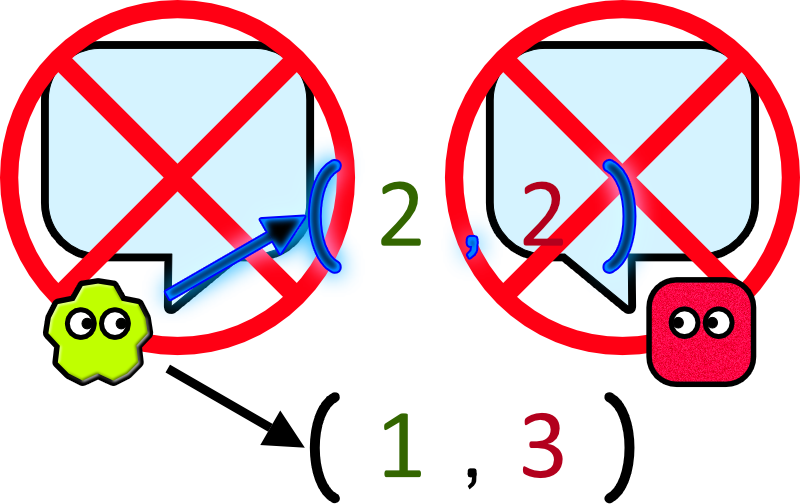 ( 2 , 2 )
( 1 , 3 )